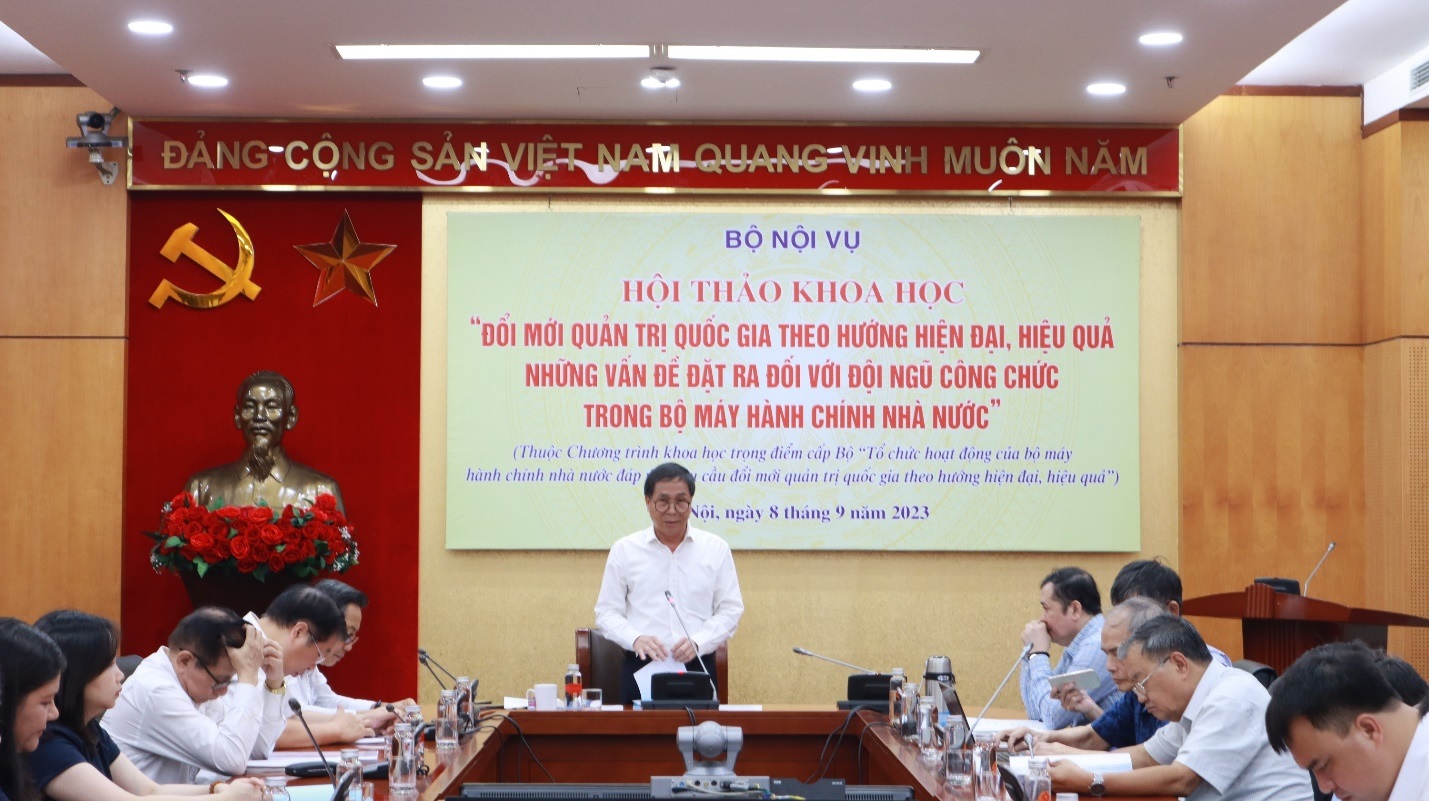 ĐẢNG CỘNG SẢN VIỆT NAM QUANG VINH MUÔN NĂM
BỘ NỘI VỤ
HỘI THẢO KHOA HỌC
“ĐỔI MỚI QUẢN TRỊ QUỐC GIA THEO HƯỚNG HIỆN ĐẠI, HIỆU QUẢ
NHỮNG VẤN ĐỀ ĐẶT RA ĐỐI VỚI ĐỘI NGŨ CÔNG CHỨC
TRONG BỘ MÁY HÀNH CHÍNH NHÀ NƯỚC”
(Thuộc Chương trình khoa học trọng điểm cấp Bộ “Tổ chức hoạt động của bộ máy
hành chính nhà nước đáp cầu đổi mới quản trị quốc gia theo hướng hiện đại, hiệu quả”)
Nội, ngày 8 tháng 9 năm 2023